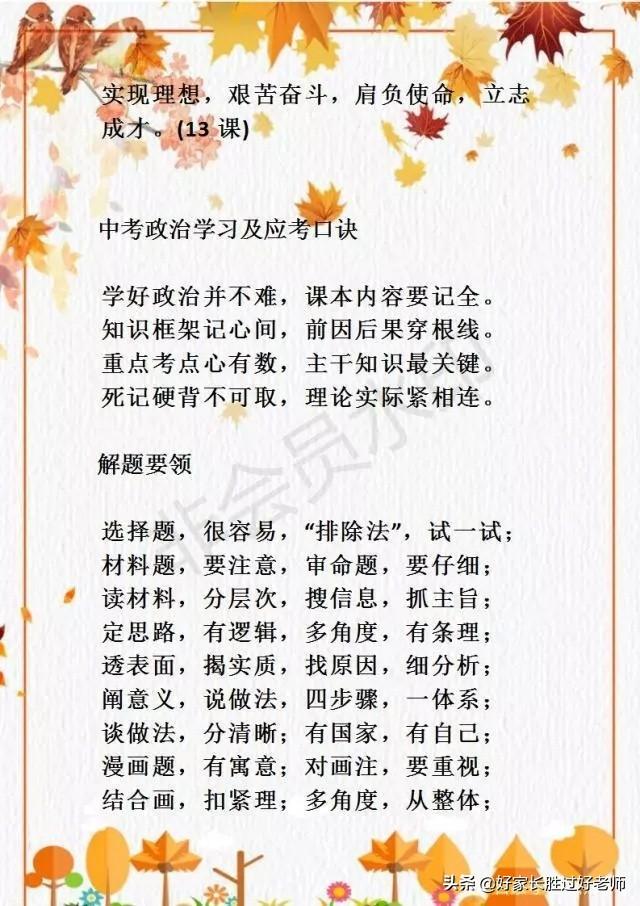 实现理想，艰苦奋斗，肩负使命，立志
成才。(13 课)
中考政治学习及应考口诀
学好政治并不难，课本内容要记全。
知识框架记心间，前因后果穿根线。
重点考点心有数，主干知识最关键。
死记硬背不可取，理论实际紧相连。
解题要领
选择题，很容易，“排除法”，试一试；
材料题，要注意，审命题，要仔细；
读材料，分层次，搜信息，抓主旨；
定思路，有逻辑，多角度，有条理；
透表面，揭实质，找原因，细分析；
阐意义，说做法，四步骤，一体系；
谈做法，分清晰；有国家，有自己；
漫画题，有寓意；对画注，要重视；
结合画，扣紧理；多角度，从整体；
非会员水印
头条 @好家长胜过好老师